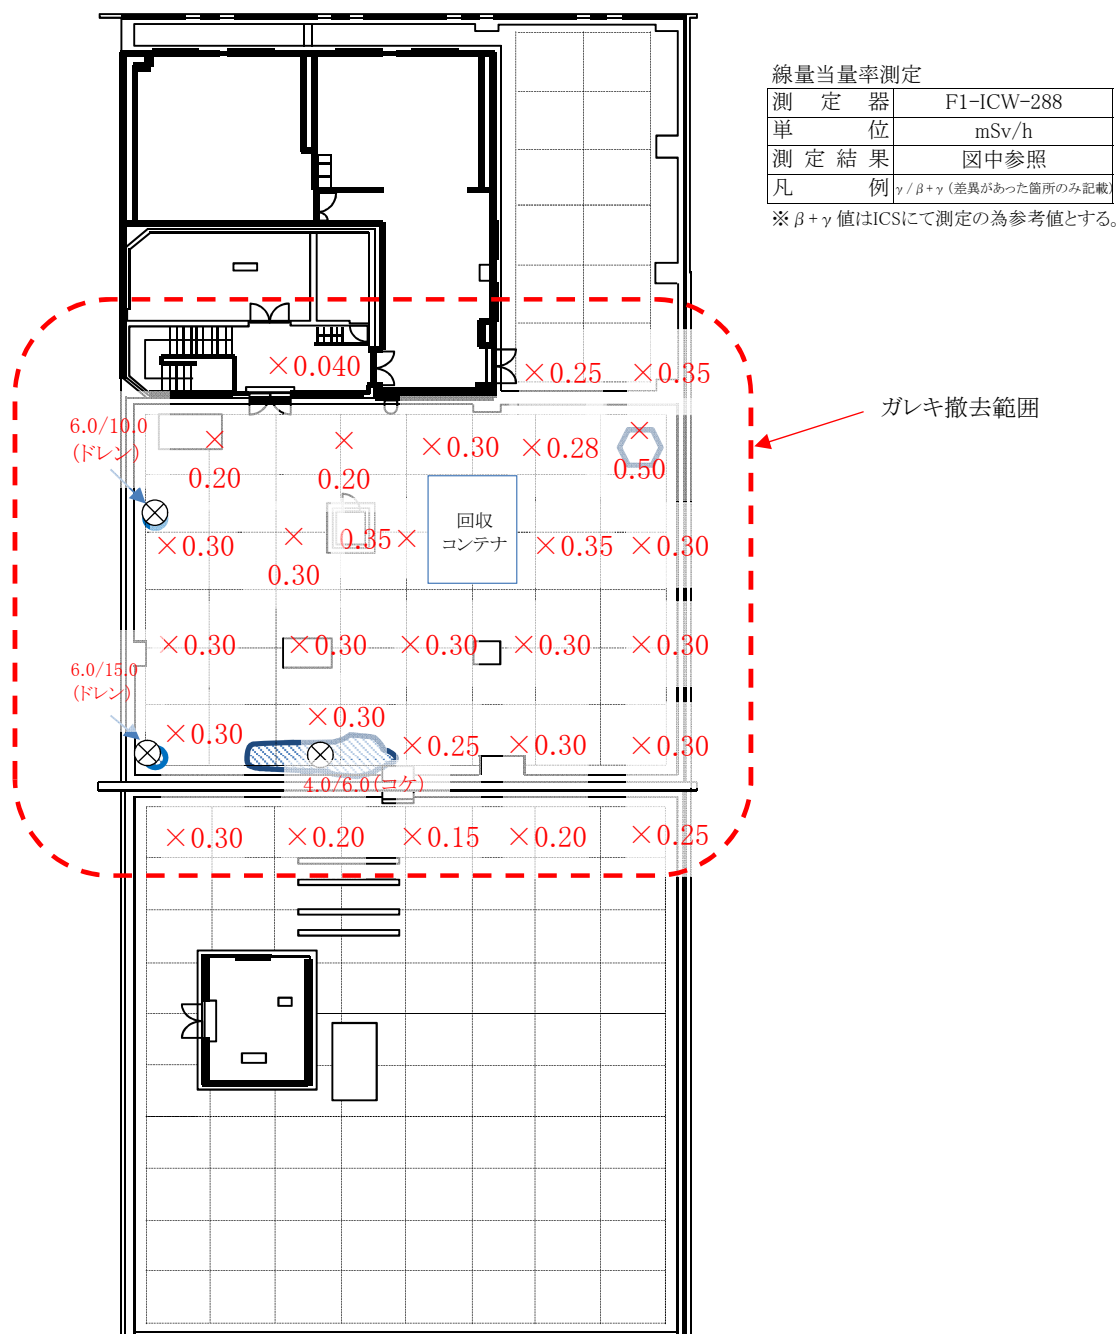 線量当量率測定
測定器 F1-ICW-288
単位 mSv/h
測定結果 図中参照
凡例 γ/β+γ (差異があった箇所のみ記載)
※β+γ値はICSにて測定の為参考値とする。
×0.040
×0.25
×0.35
ガレキ撤去範囲
6.0/10.0
(ドレン)
×
0.20
×
0.20
×0.30
×0.28
×
0.50
回収
コンテナ
×0.30
×
0.30
0.35×
×0.35
×0.30
×0.30
×0.30
×0.30
×0.30
×0.30
6.0/15.0
(ドレン)
×0.30
×0.30
×0.25
×0.30
×0.30
4.0/6.0(コケ)
×0.30
×0.20
×0.15
×0.20
×0.25